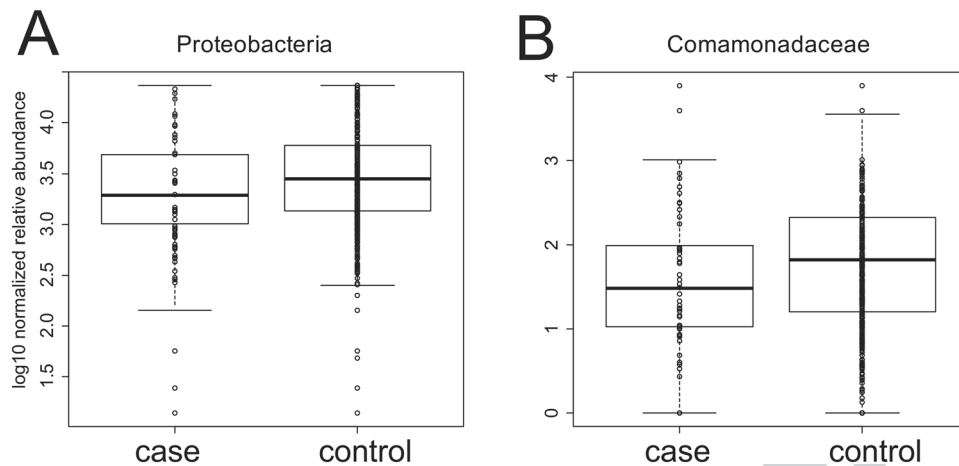 A
Proteobacteria
log10 normalized relative abundance
4.0
3.5
3.0
2.5
2.0
1.5
case
control
B
Comamonadaceae
4
3
2
1
0
case
control